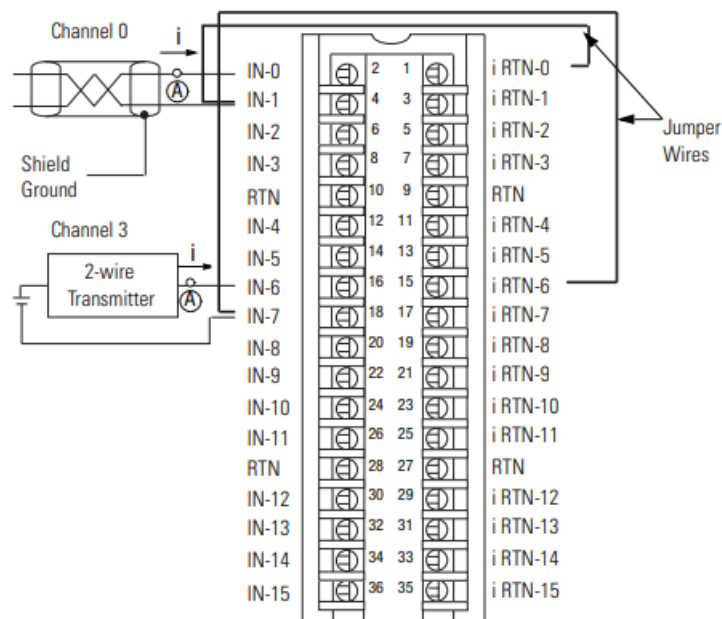 Channel 0
i
A
Shield
Ground
Channel 3
i
2-wire
Transmitter
A
Jumper
Wires
IN-0 2 1 i RTN-0
IN-1 4 3 i RTN-1
IN-2 6 5 i RTN-2
IN-3 8 7 i RTN-3
RTN 10 9 RTN
IN-4 12 11 i RTN-4
IN-5 14 13 i RTN-5
IN-6 16 15 i RTN-6
IN-7 18 17 i RTN-7
IN-8 20 19 i RTN-8
IN-9 22 21 i RTN-9
IN-10 24 23 i RTN-10
IN-11 26 25 i RTN-11
RTN 28 27 RTN
IN-12 30 29 i RTN-12
IN-13 32 31 i RTN-13
IN-14 34 33 i RTN-14
IN-15 36 35 i RTN-15